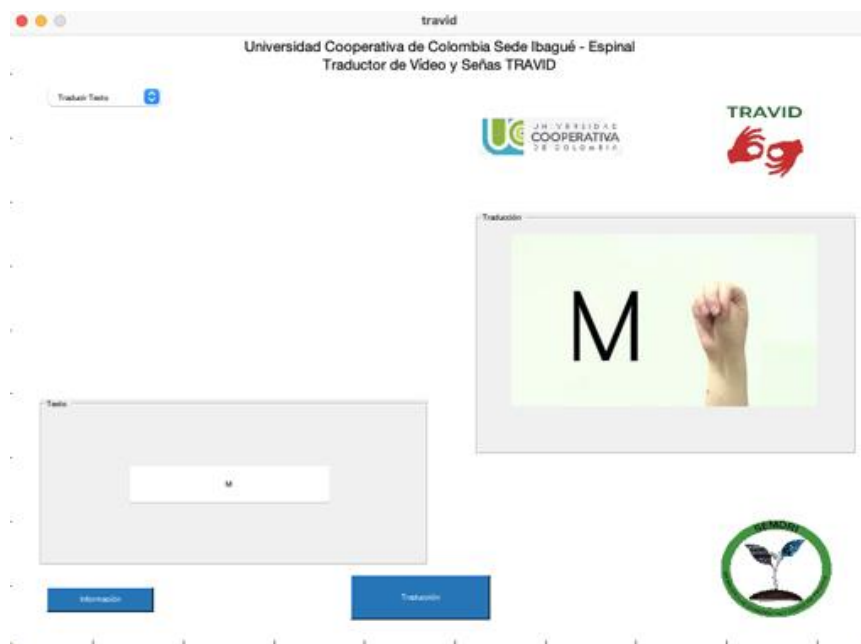 travid
Universidad Cooperativa de Colombia Sede Ibagué - Espinal
Traductor de Vídeo y Señas TRAVID
Traducir Texto
UNIVERSIDAD
COOPERATIVA
DE COLOMBIA
TRAVID
Traducción
M
Texto
M
SEMDRI
Información
Traducción